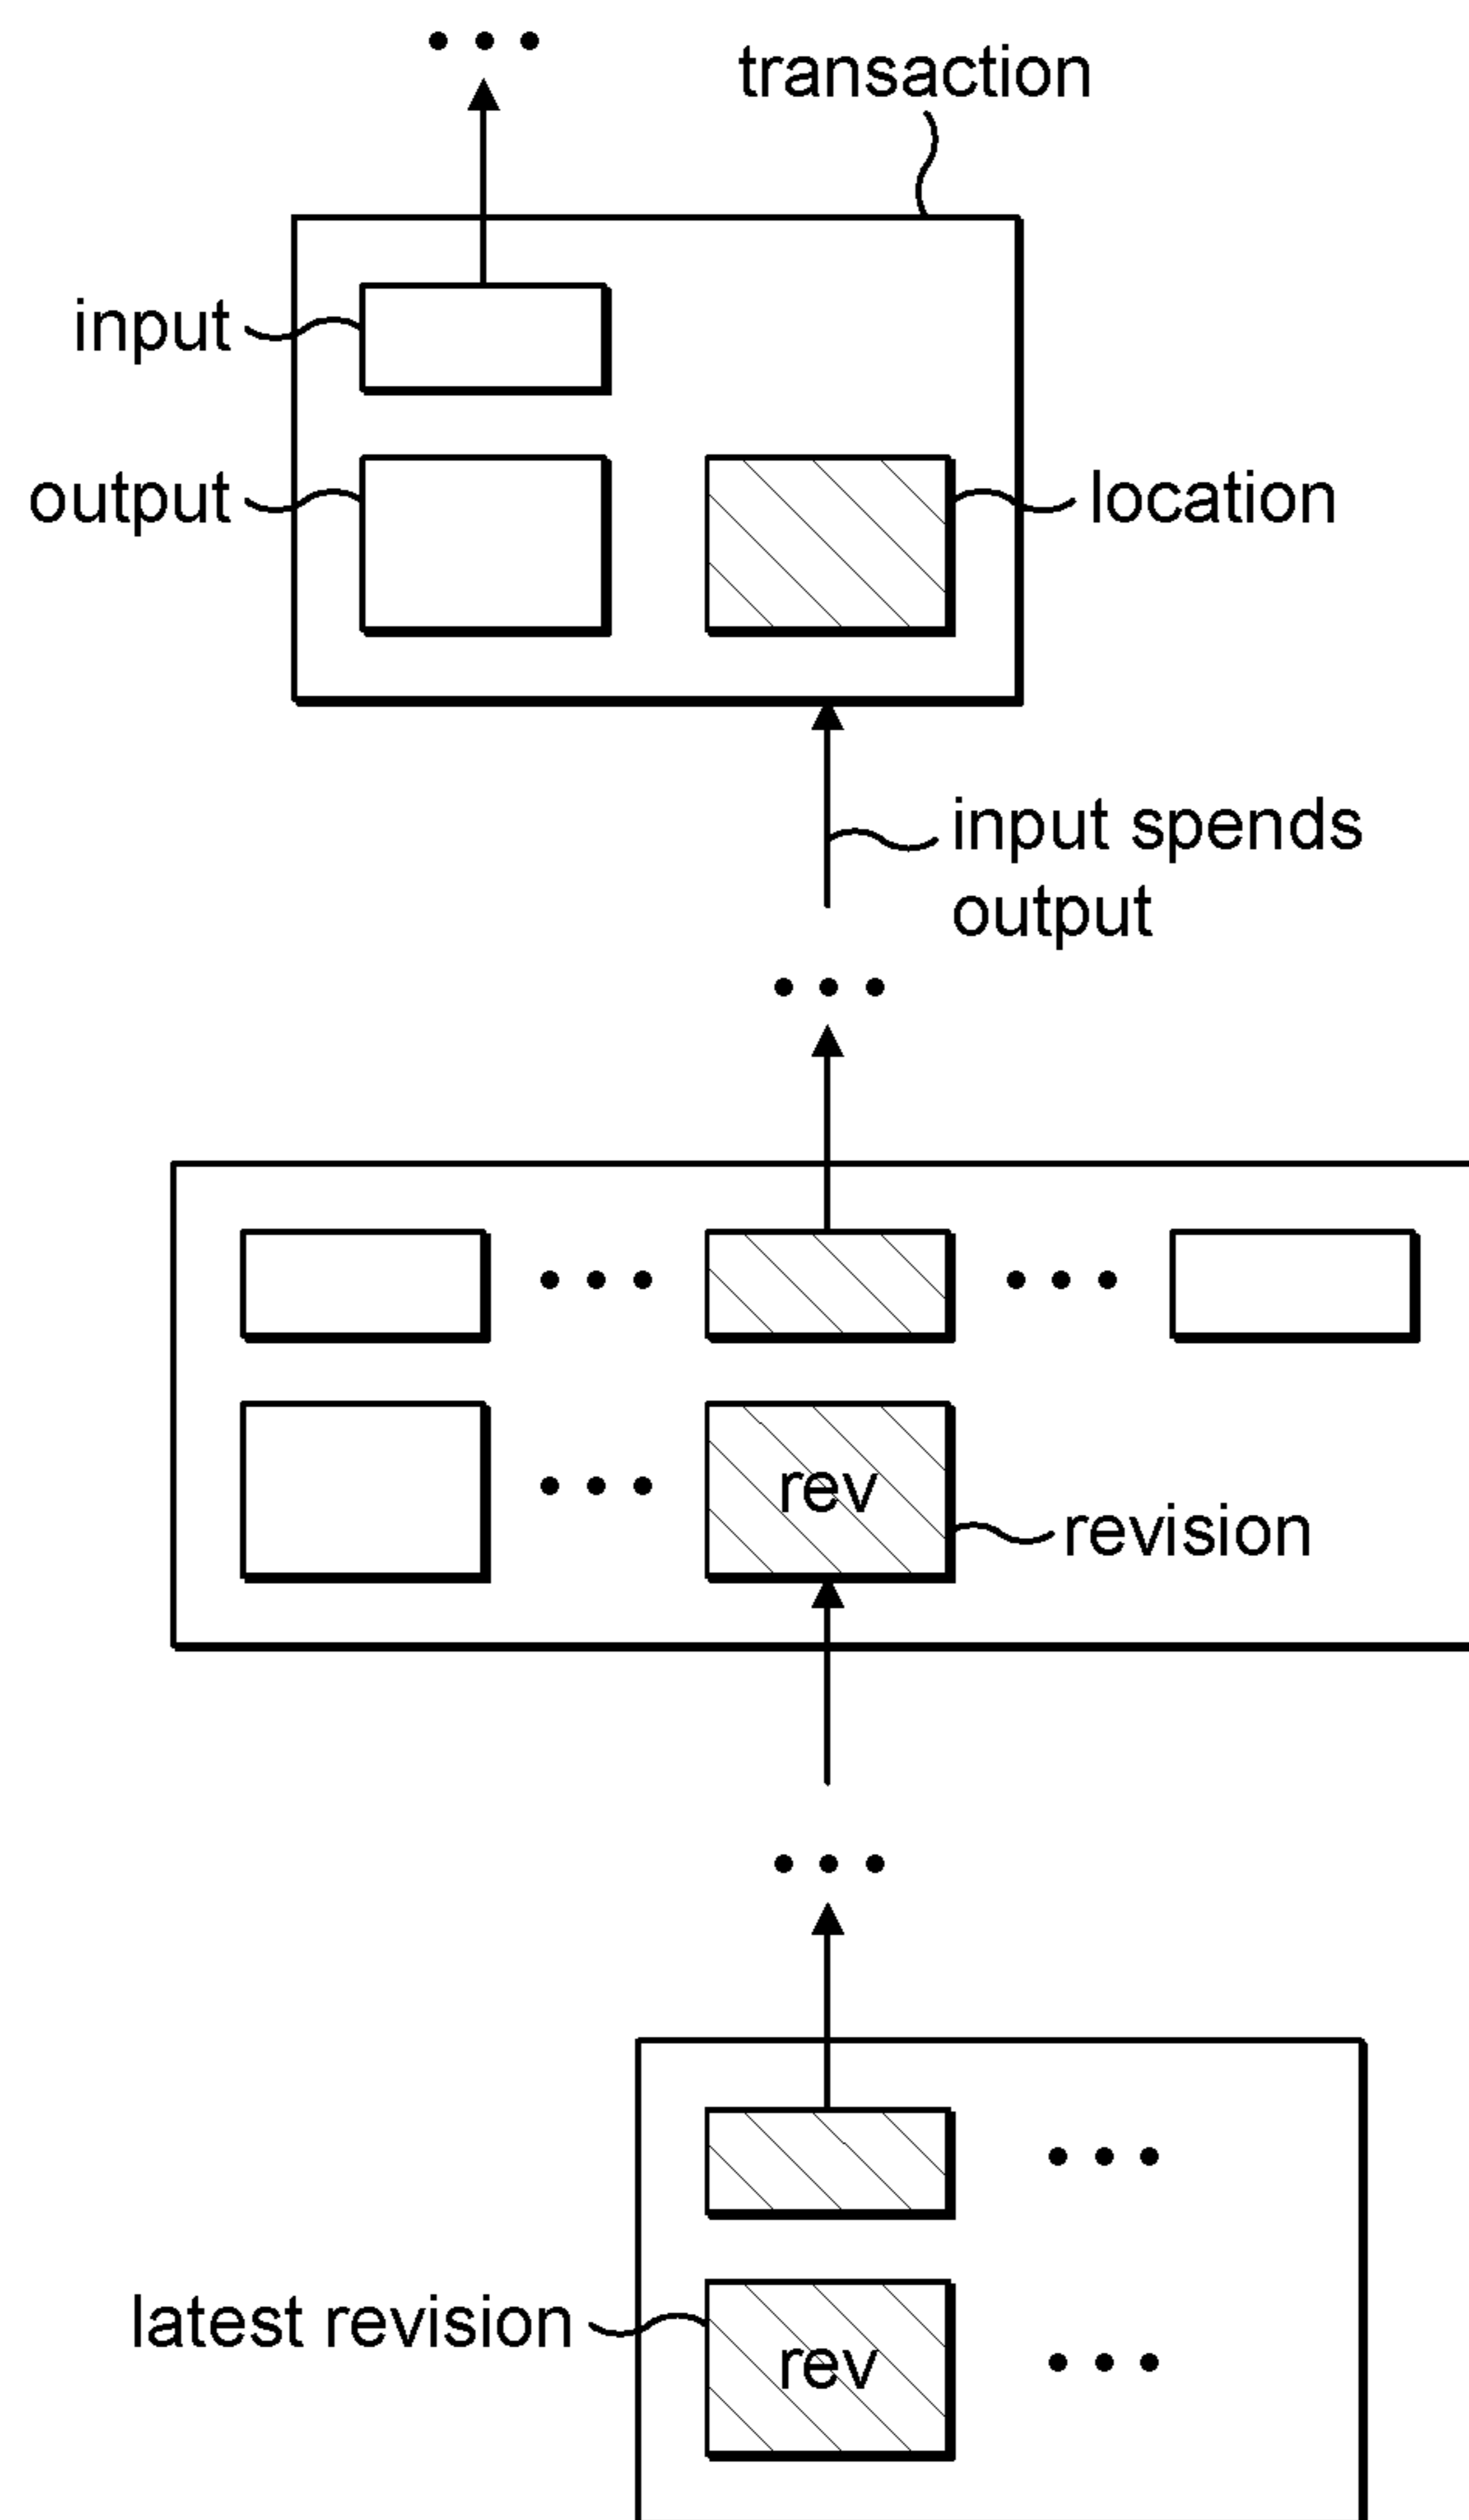 transaction
input
output
location
input spends
output
rev
revision
latest revision
rev